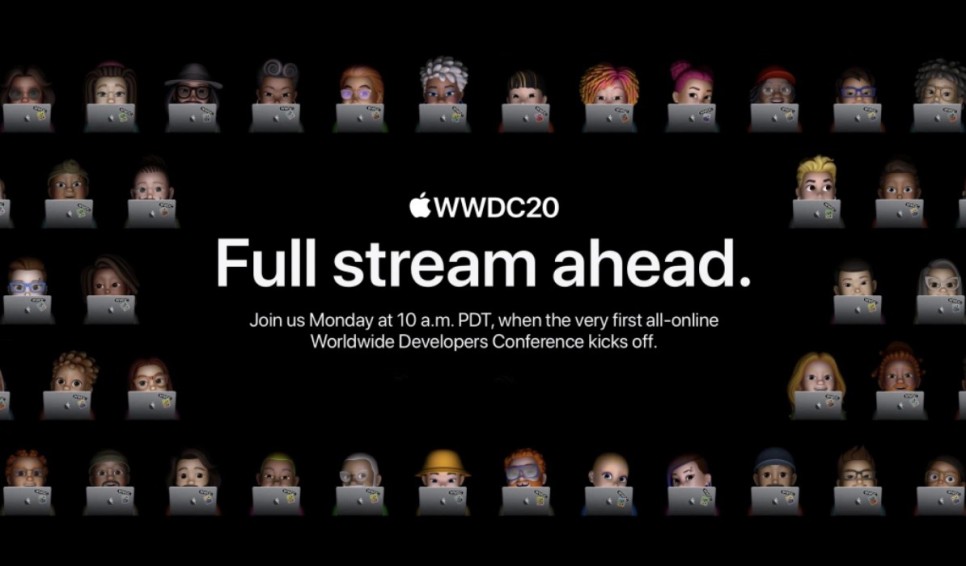 WWDC20
Full stream ahead.
Join us Monday at 10 a.m. PDT, when the very first all-online
Worldwide Developers Conference kicks off.